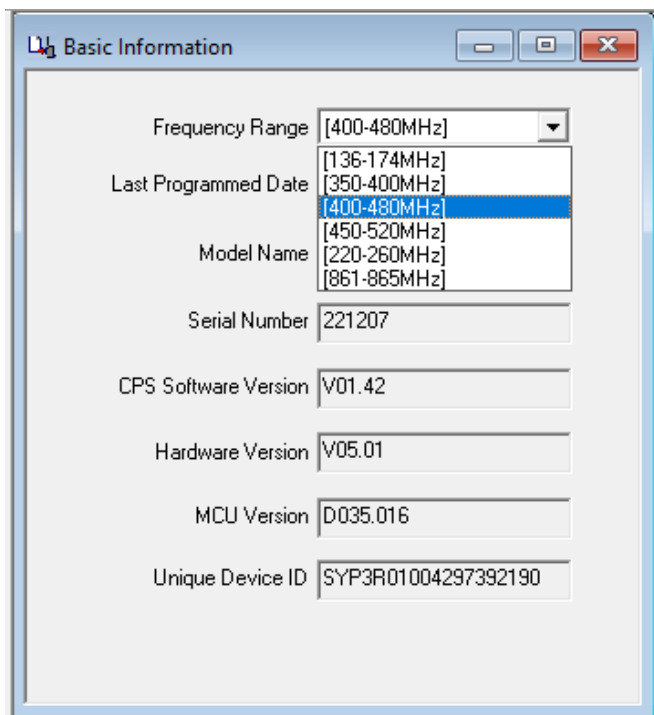 Basic Information
Frequency Range [400-480MHz]
[136-174MHz]
Last Programmed Date [350-400MHz]
[400-480MHz]
[450-520MHz]
Model Name [220-260MHz]
[861-865MHz]
Serial Number 221207
CPS Software Version V01.42
Hardware Version V05.01
MCU Version D035.016
Unique Device ID SYP3R01004297392190